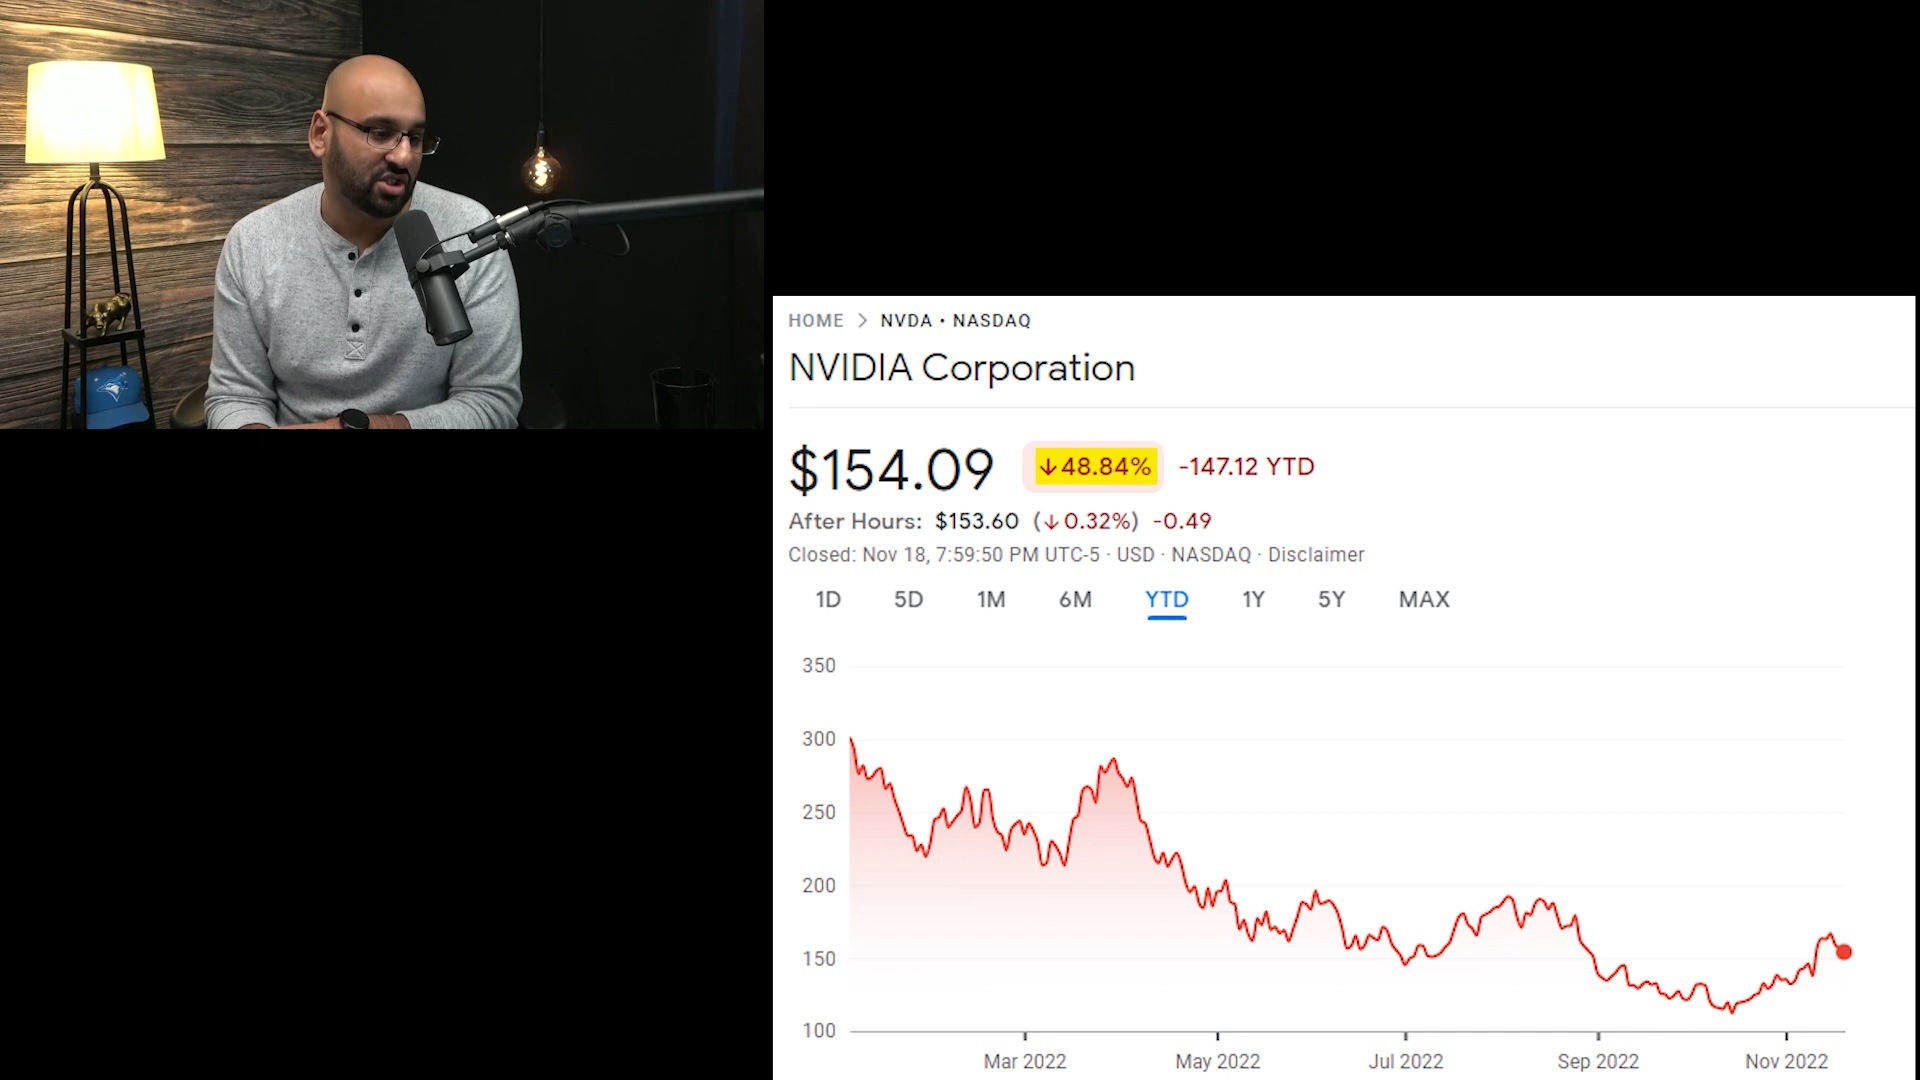 HOME > NVDA • NASDAQ
NVIDIA Corporation
$154.09 ↓48.84% -147.12 YTD
After Hours: $153.60 (↓0.32%) -0.49
Closed: Nov 18, 7:59:50 PM UTC-5 · USD · NASDAQ · Disclaimer
1D 5D 1M 6M YTD 1Y 5Y MAX
350
300
250
200
150
100
Mar 2022 May 2022 Jul 2022 Sep 2022 Nov 2022